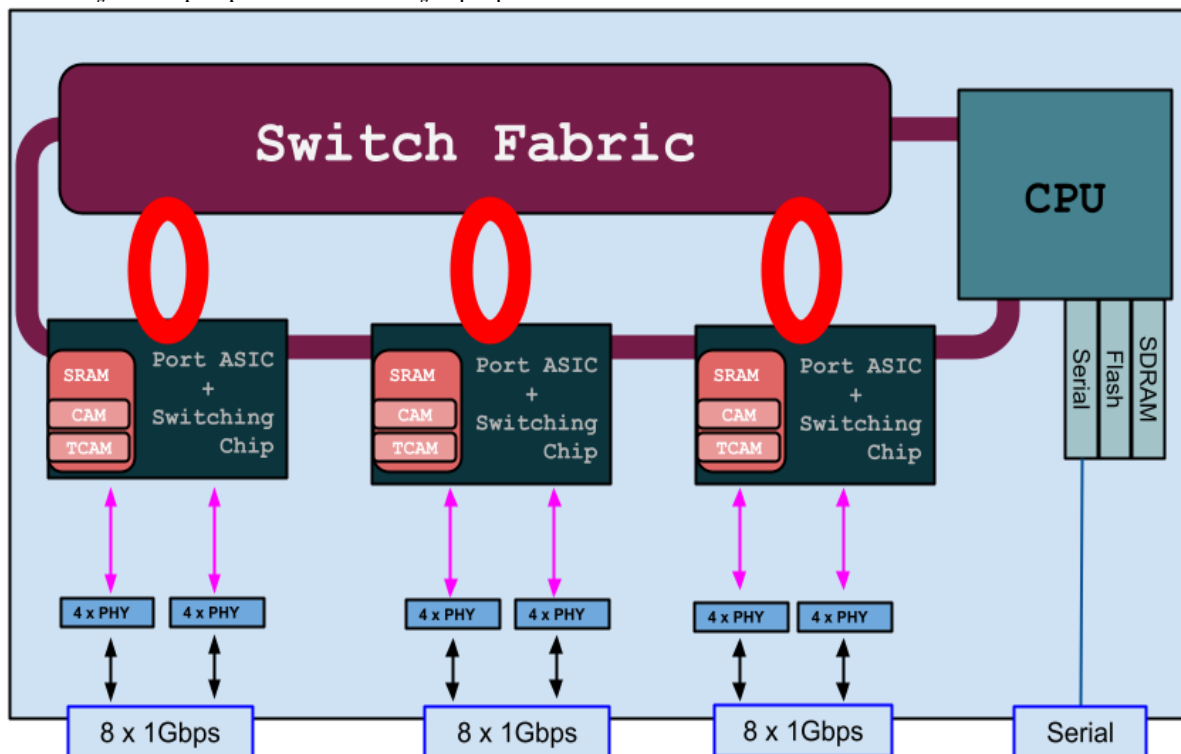 Switch Fabric
CPU
Port ASIC
+
Switching
Chip
SRAM
CAM
TCAM
Port ASIC
+
Switching
Chip
SRAM
CAM
TCAM
Port ASIC
+
Switching
Chip
SRAM
CAM
TCAM
Serial
Flash
SDRAM
4 x PHY
4 x PHY
4 x PHY
4 x PHY
4 x PHY
4 x PHY
8 x 1Gbps
8 x 1Gbps
8 x 1Gbps
Serial